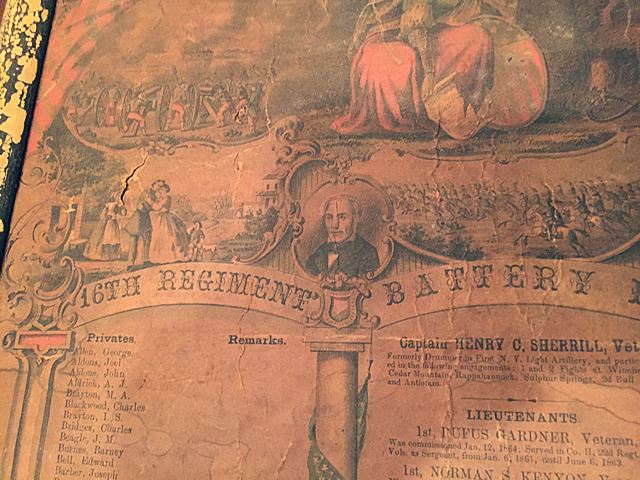 16TH REGIMENT BATTERY
Privates.
Remarks.
Allen, George
Aldons, Joel
Aldous, John
Aldrich, A. J.
Brayton, M. A.
Blackwood, Charles
Brayton, I. S.
Bridges, Charles
Beagle, J. M.
Burns, Barney
Bell, Edward
Barber, Joseph
Captain HENRY C. SHERRILL, Vet
Formerly Drummer in First N. Y. Light Artillery, and partic
ed in the following engagements: 1 and 2 Fights at Winch
Cedar Mountain, Rappahannock, Sulphur Springs, 2d Bull
and Antietam.
LIEUTENANTS.
1st, RUFUS GARDNER, Veteran,
Was commissioned Jan. 12, 1864; Served in Co. H, 22d Regt.
Vols. as Sergeant, from Jan. 6, 1861, until June 6, 1863.
1st, NORMAN S. KENYON,